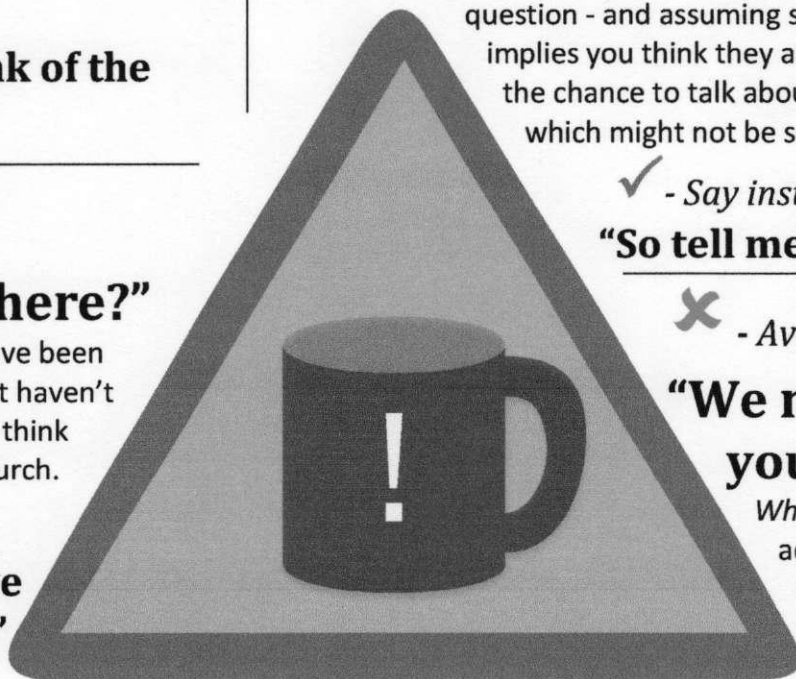 nk of the
here?”
ve been
t haven’t
think
urch.
e
”
!
question - and assuming s
implies you think they a
the chance to talk abou
which might not be s
✓ - Say inst
“So tell me
✘ - Av
“We n
you
Wh